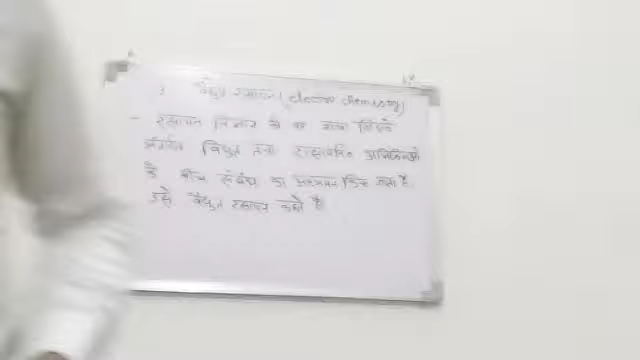 3 वैद्युत रसायन (electro chemistry)
- रसायन विज्ञान की वह शाखा जिसके
अंतर्गत विद्युत तथा रासायनिक अभिक्रियाओं
के बीच संबंध का अध्ययन किया जाता है,
उसे वैद्युत रसायन कहते है